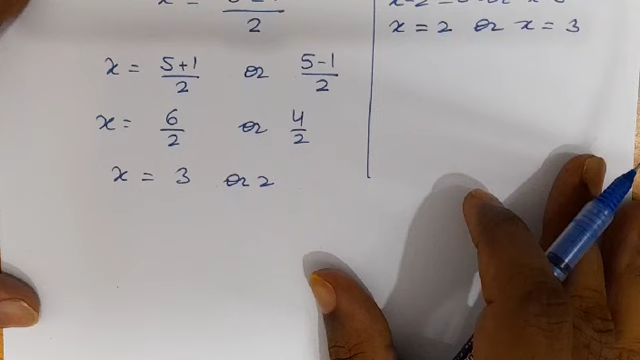 x =
2
x = 5+1/2 or 5-1/2
x = 6/2 or 4/2
x = 3 or 2
x = 2 or x = 3